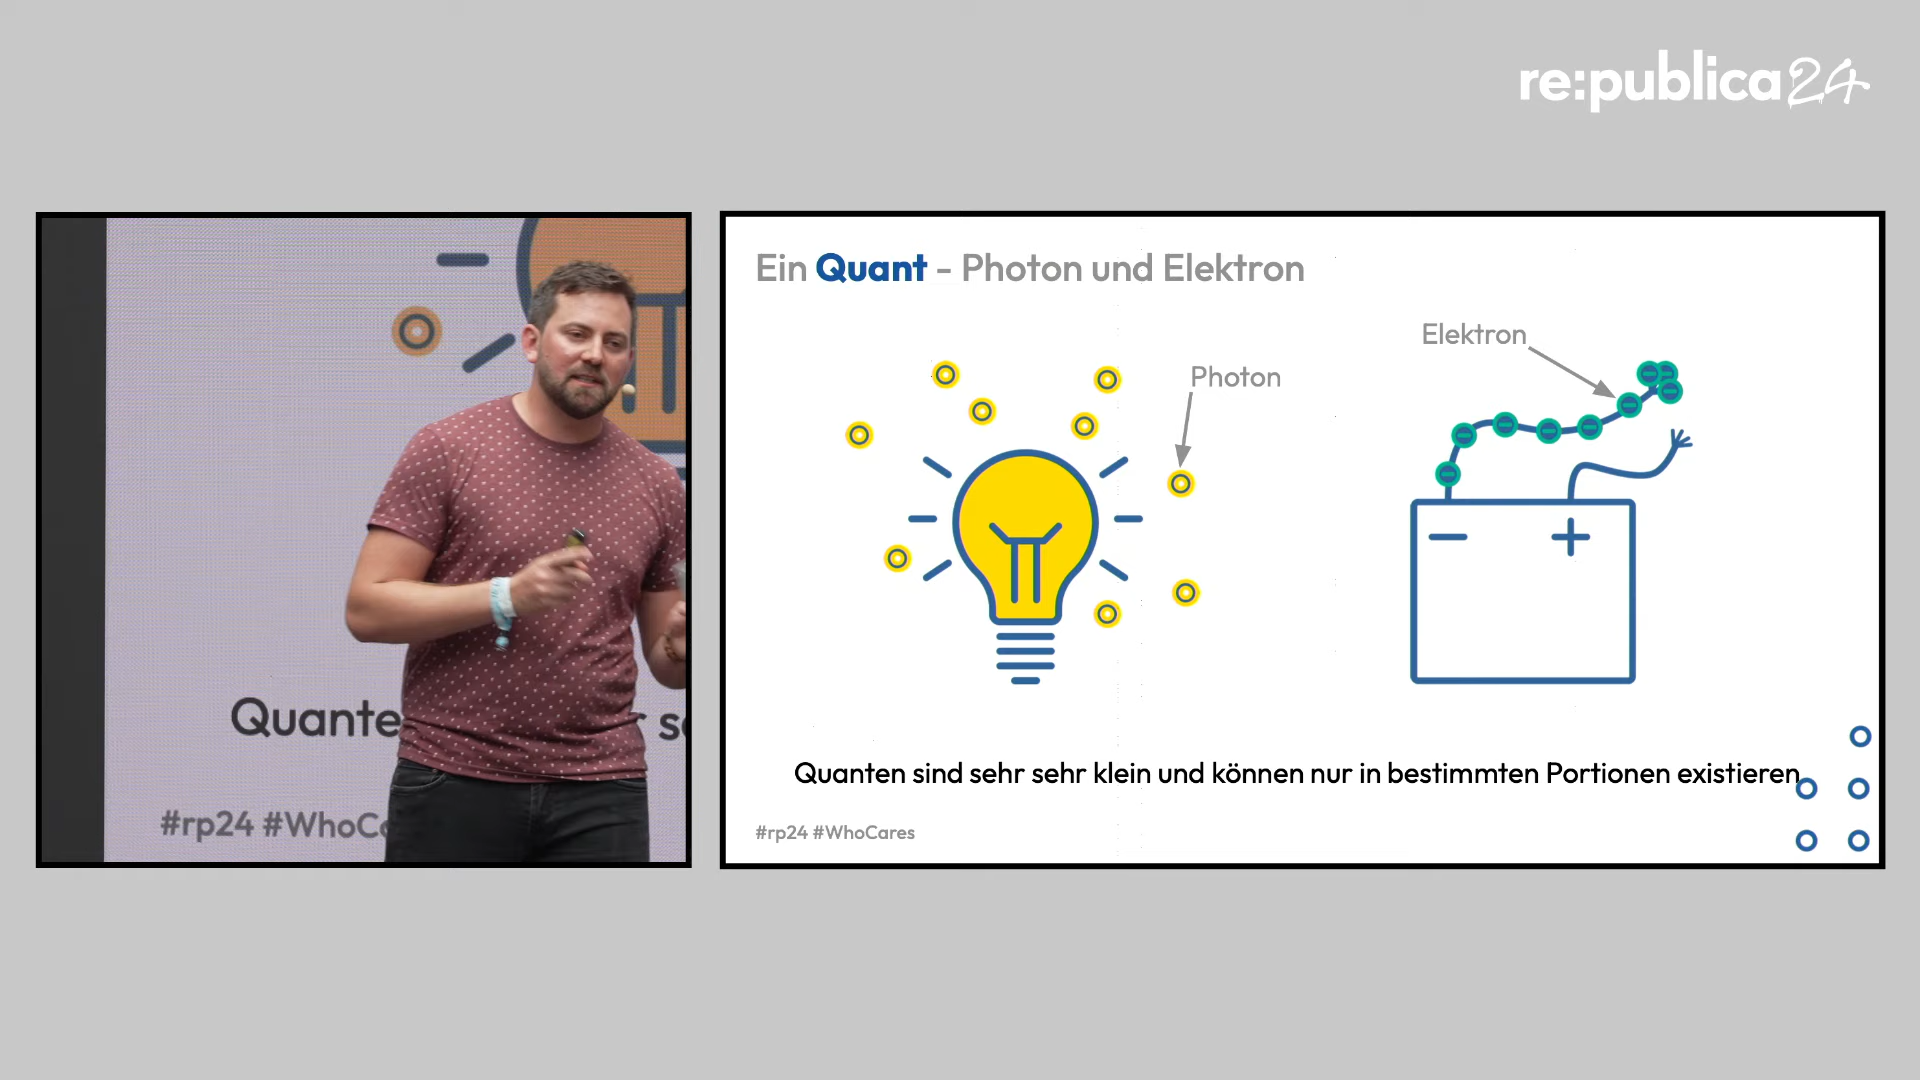 re:publica24
Quante
#rp24 #WhoCa
Ein Quant - Photon und Elektron
Elektron
Photon
Quanten sind sehr sehr klein und können nur in bestimmten Portionen existieren
#rp24 #WhoCares